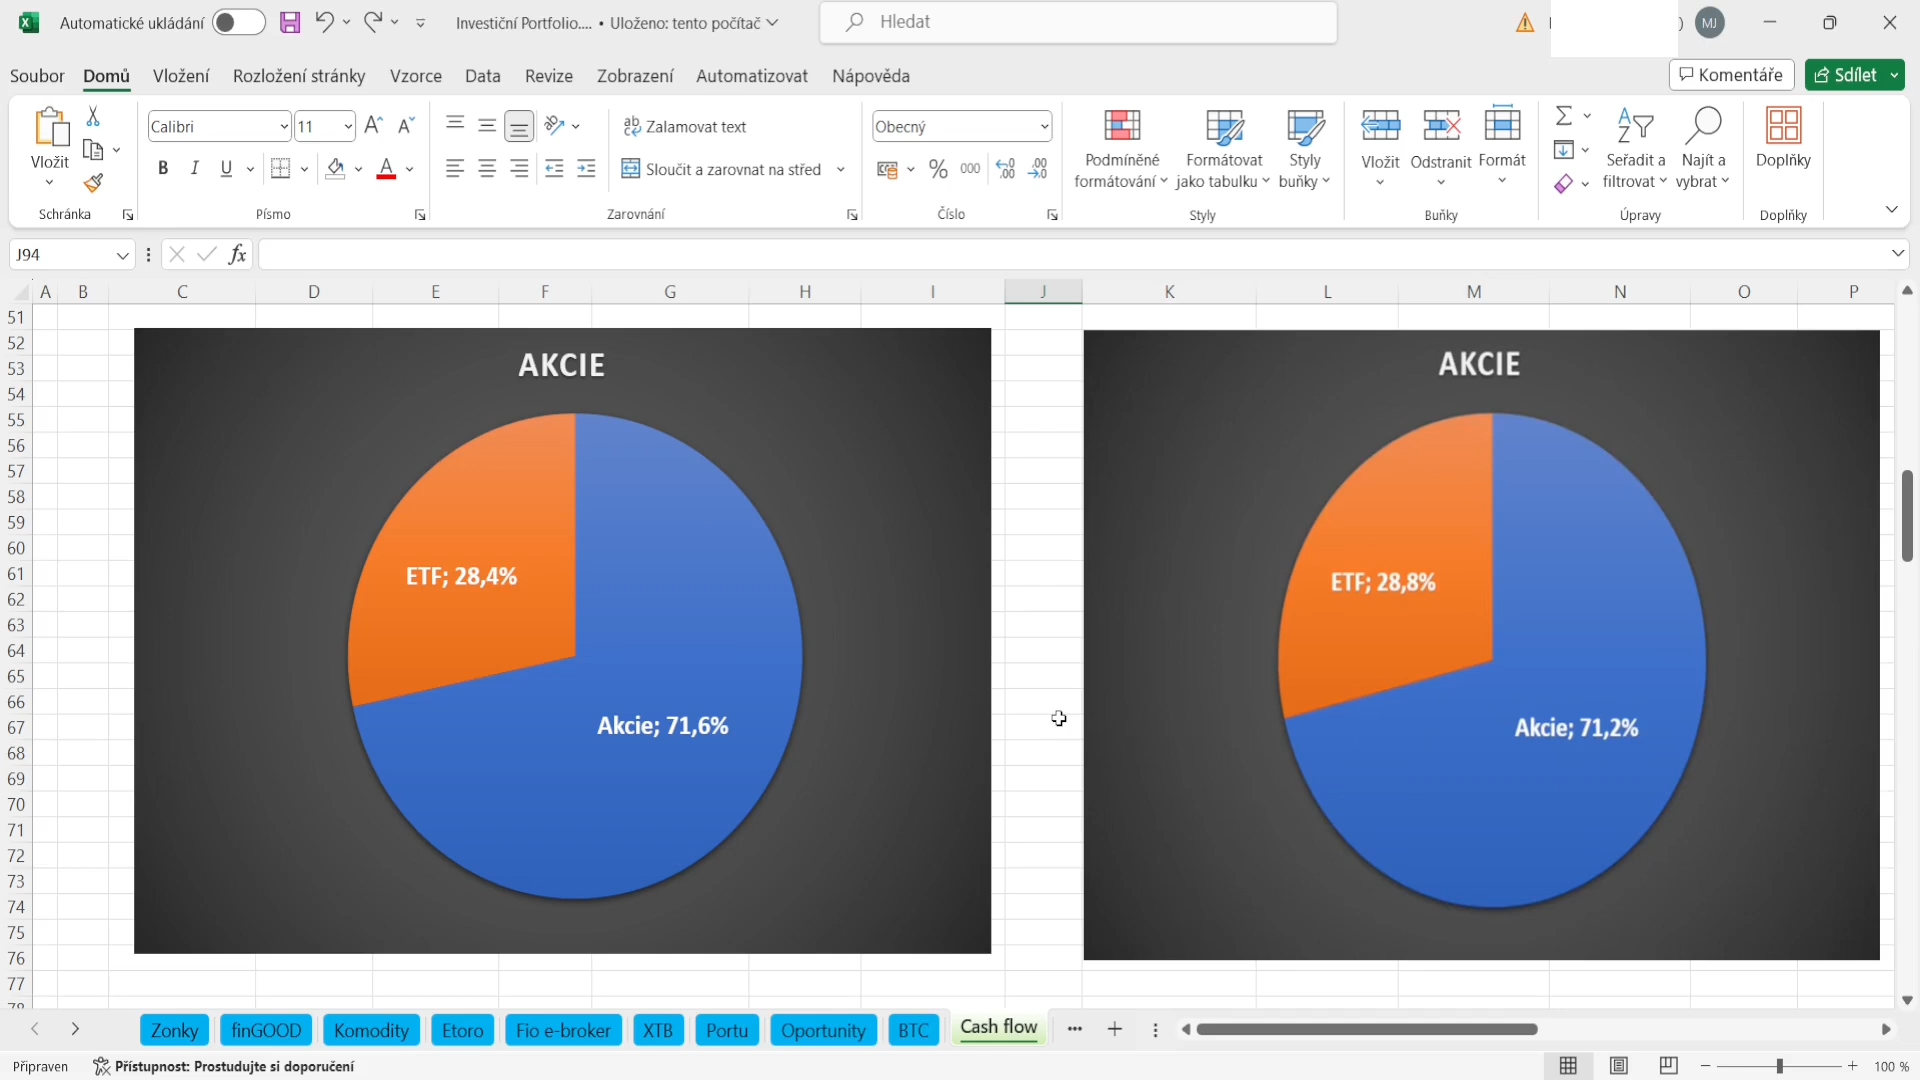 Automatické ukládání
Investiční Portfolio.... • Uloženo: tento počítač
Hledat
MJ
Soubor Domů Vložení Rozložení stránky Vzorce Data Revize Zobrazení Automatizovat Nápověda
Komentáře Sdílet
Vložit
Schránka
Calibri 11
B I U
Písmo
Zalamovat text
Sloučit a zarovnat na střed
Zarovnání
Obecný
% 000
Číslo
Podmíněné formátování
Formátovat jako tabulku
Styly buňky
Styly
Vložit Odstranit Formát
Buňky
Seřadit a filtrovat
Najít a vybrat
Úpravy
Doplňky
Doplňky
J94
fx
A B C D E F G H I J K L M N O P
51
52
53
54
55
56
57
58
59
60
61
62
63
64
65
66
67
68
69
70
71
72
73
74
75
76
77
78
AKCIE
ETF; 28,4%
Akcie; 71,6%
AKCIE
ETF; 28,8%
Akcie; 71,2%
Zonky finGOOD Komodity Etoro Fio e-broker XTB Portu Oportunity BTC Cash flow
Připraven Přístupnost: Prostudujte si doporučení
100 %